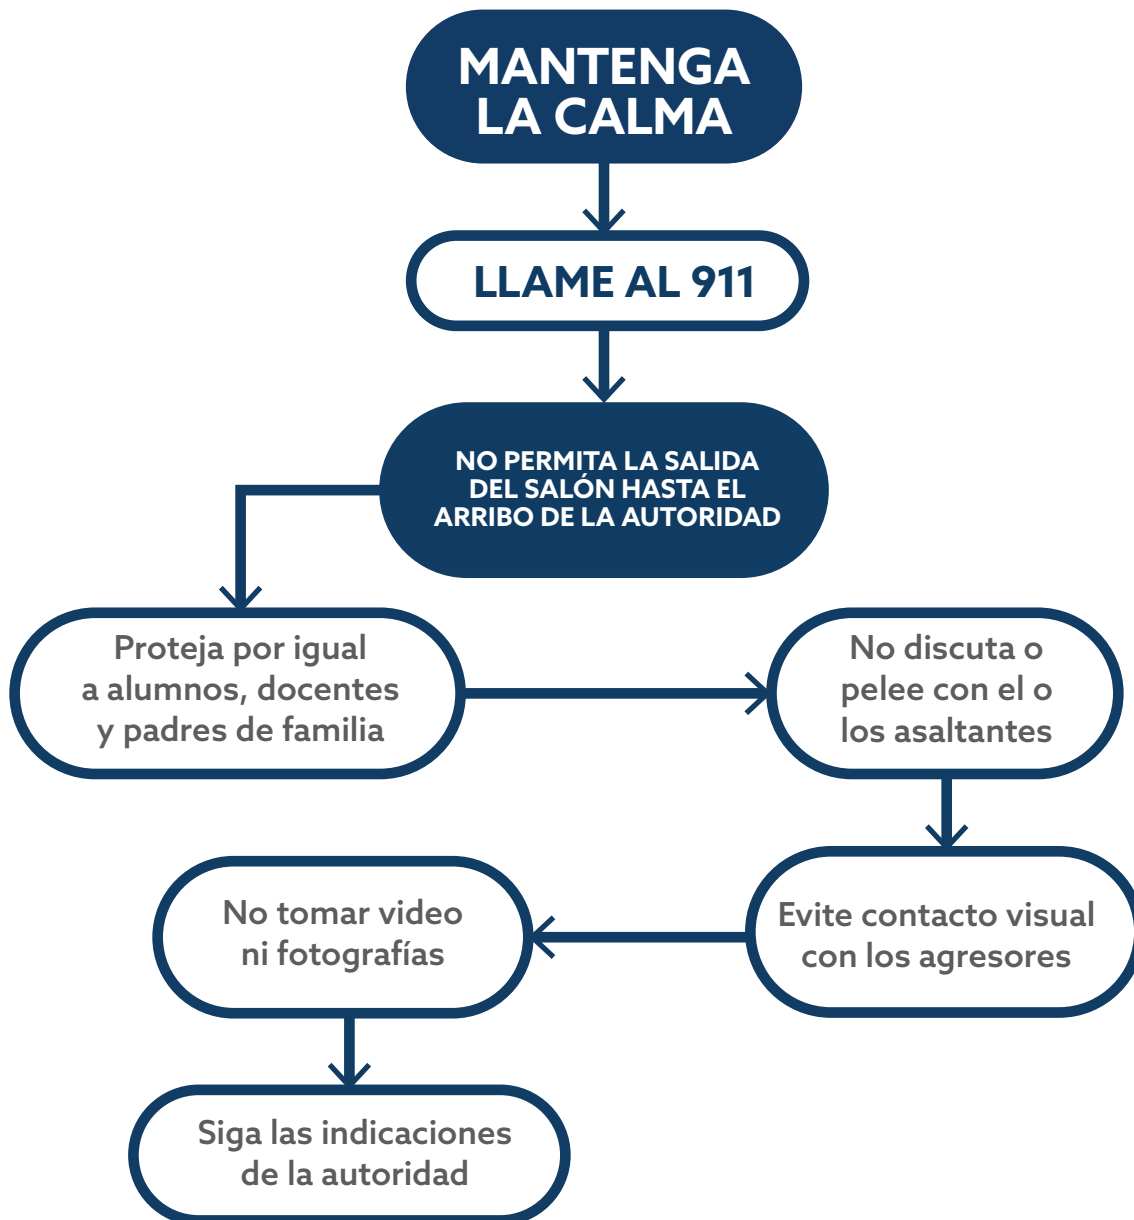 MANTENGA
LA CALMA
LLAME AL 911
NO PERMITA LA SALIDA
DEL SALÓN HASTA EL
ARRIBO DE LA AUTORIDAD
Proteja por igual
a alumnos, docentes
y padres de familia
No discuta o
pelee con el o
los asaltantes
Evite contacto visual
con los agresores
No tomar video
ni fotografías
Siga las indicaciones
de la autoridad